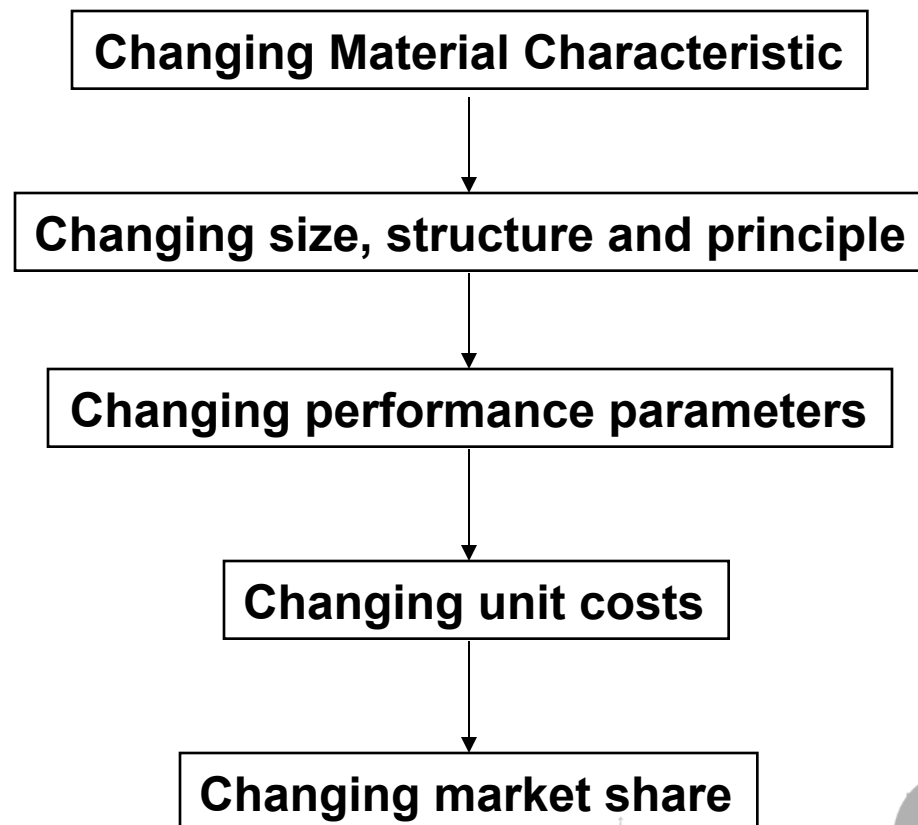 Changing Material Characteristic
Changing size, structure and principle
Changing performance parameters
Changing unit costs
Changing market share